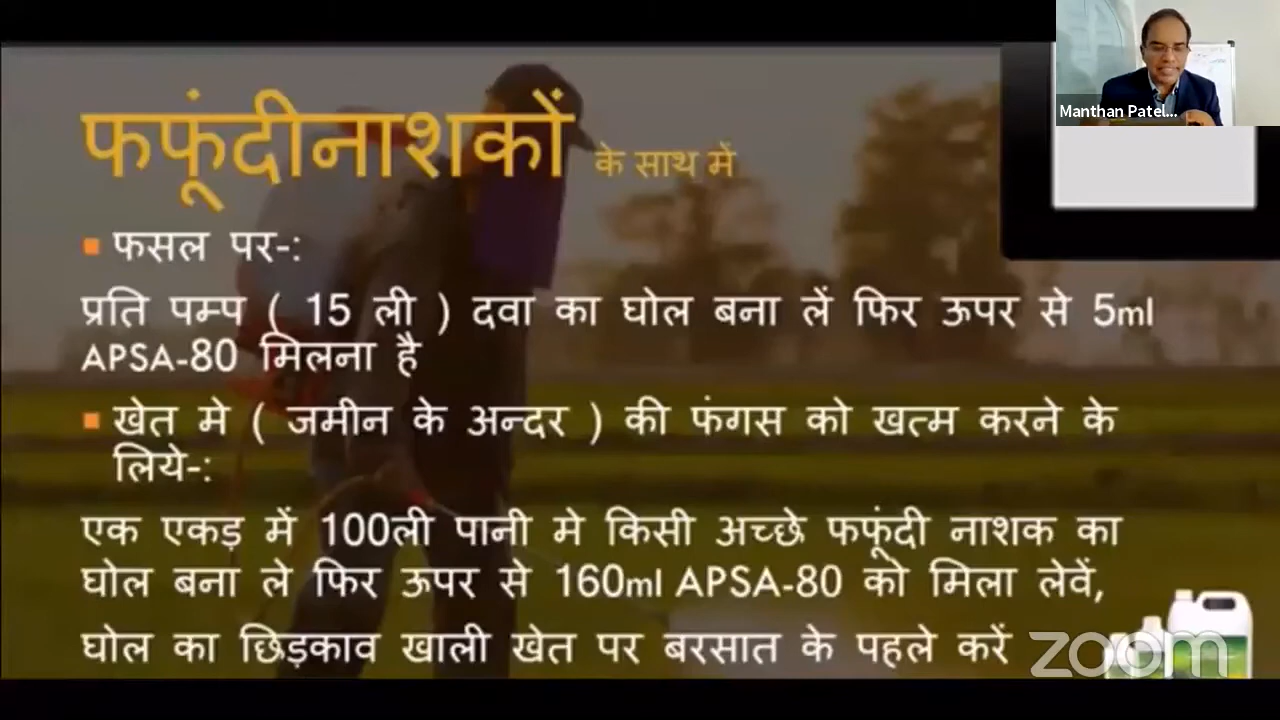 Manthan Patel...
फफूंदीनाशकों के साथ में
▪ फसल पर-:
प्रति पम्प ( 15 ली ) दवा का घोल बना लें फिर ऊपर से 5ml
APSA-80 मिलना है
▪ खेत मे ( जमीन के अन्दर ) की फंगस को खत्म करने के
लिये-:
एक एकड़ में 100ली पानी मे किसी अच्छे फफूंदी नाशक का
घोल बना ले फिर ऊपर से 160ml APSA-80 को मिला लेवें,
घोल का छिड़काव खाली खेत पर बरसात के पहले करें
zoom